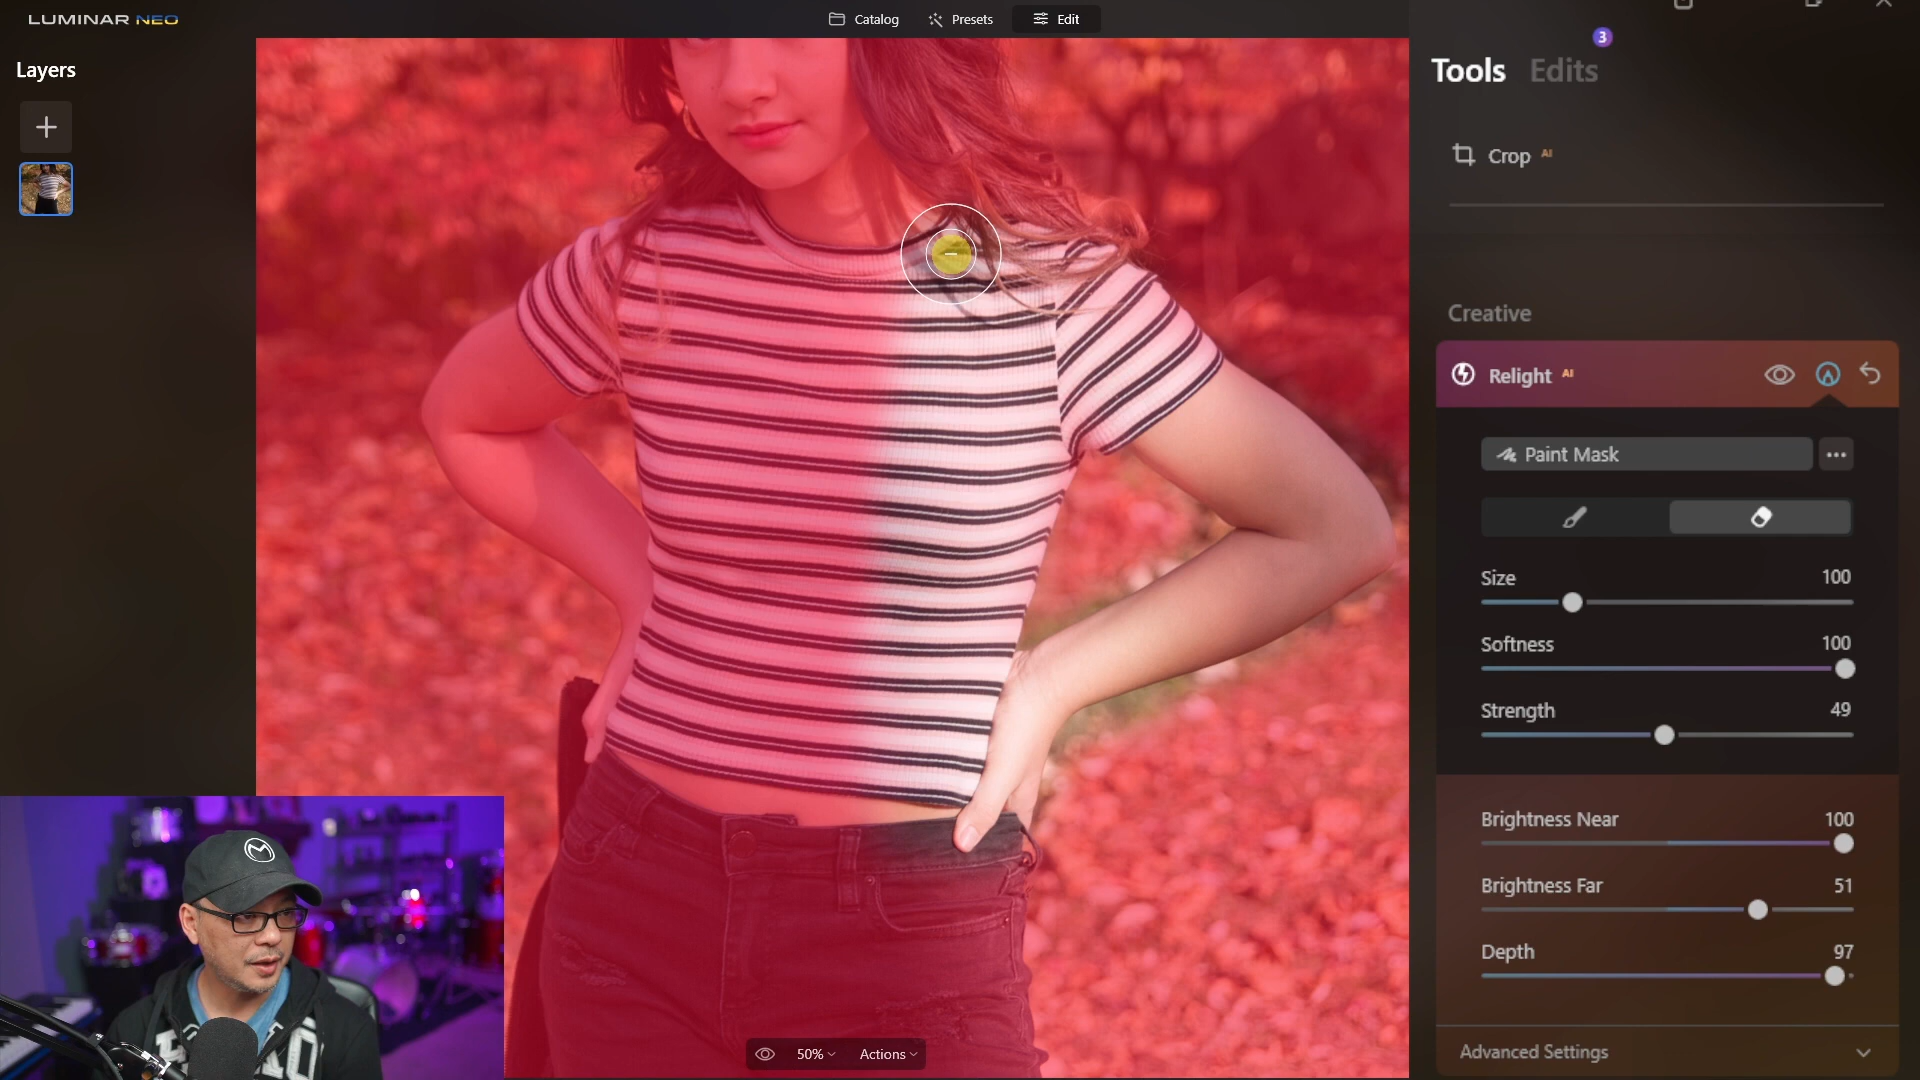 LUMINAR NEO
Catalog
Presets
Edit
Layers
3
Tools
Edits
Crop AI
Creative
Relight AI
Paint Mask
Size 100
Softness 100
Strength 49
Brightness Near 100
Brightness Far 51
Depth 97
Advanced Settings
50%
Actions